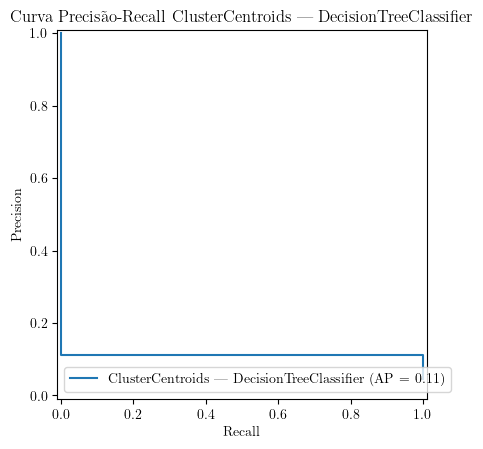 Curva Precisão-Recall ClusterCentroids — DecisionTreeClassifier
1.0
0.8
0.6
0.4
0.2
0.0
Precision
ClusterCentroids — DecisionTreeClassifier (AP = 0.11)
0.0 0.2 0.4 0.6 0.8 1.0
Recall